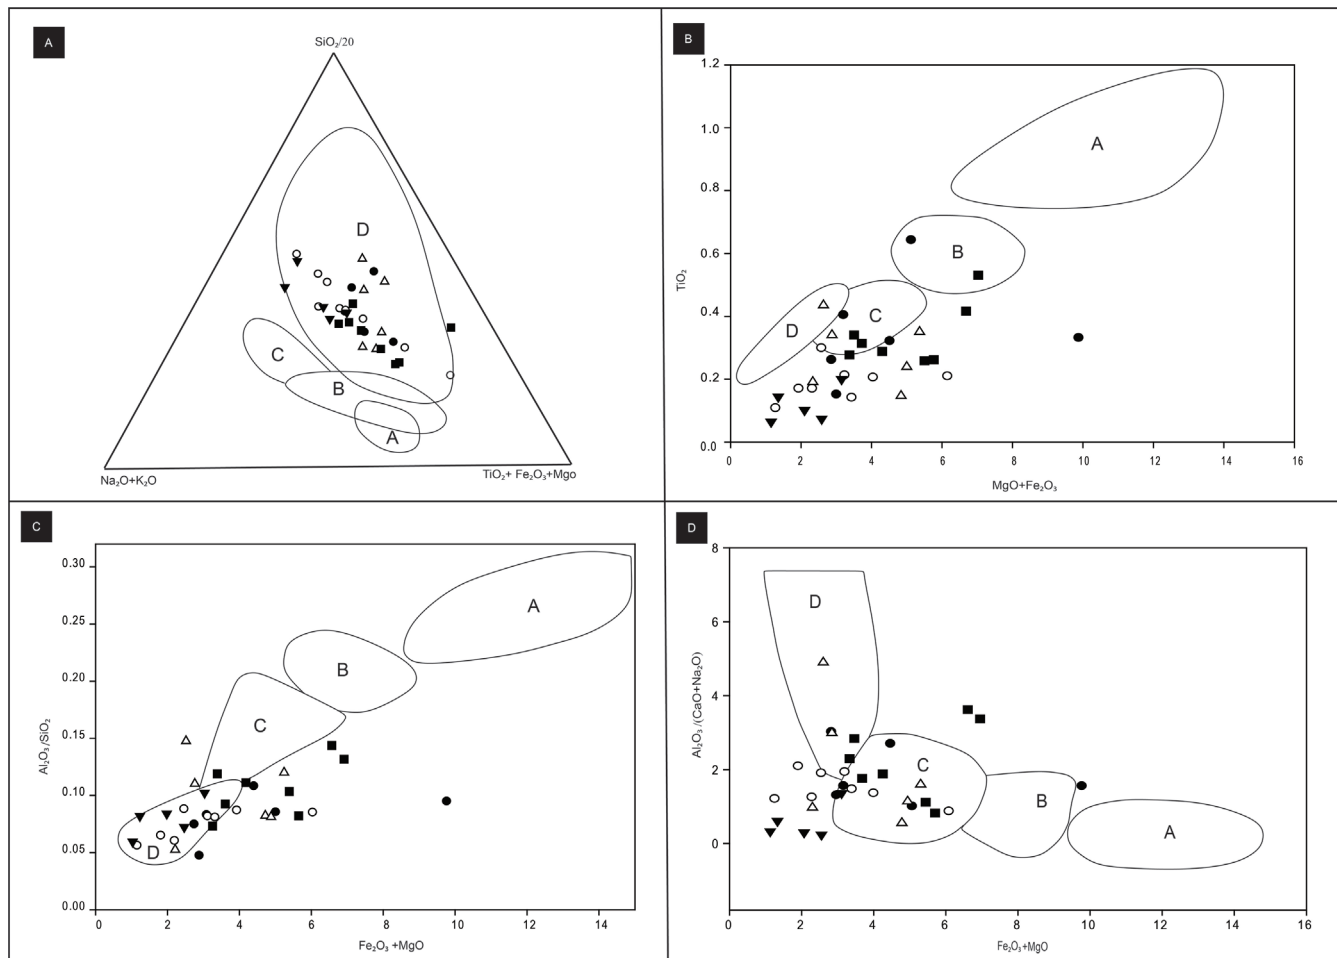 A
SiO₂/20
D
C
B
A
Na₂O+K₂O
TiO₂+ Fe₂O₃+Mgo
B
1.2
1.0
0.8
0.6
0.4
0.2
0.0
TiO₂
A
B
C
D
0 2 4 6 8 10 12 14 16
MgO+Fe₂O₃
C
0.30
0.25
0.20
0.15
0.10
0.05
0.00
Al₂O₃/SiO₂
A
B
C
D
0 2 4 6 8 10 12 14
Fe₂O₃ +MgO
D
8
6
4
2
0
Al₂O₃/(CaO+Na₂O)
D
C
B
A
0 2 4 6 8 10 12 14 16
Fe₂O₃+MgO